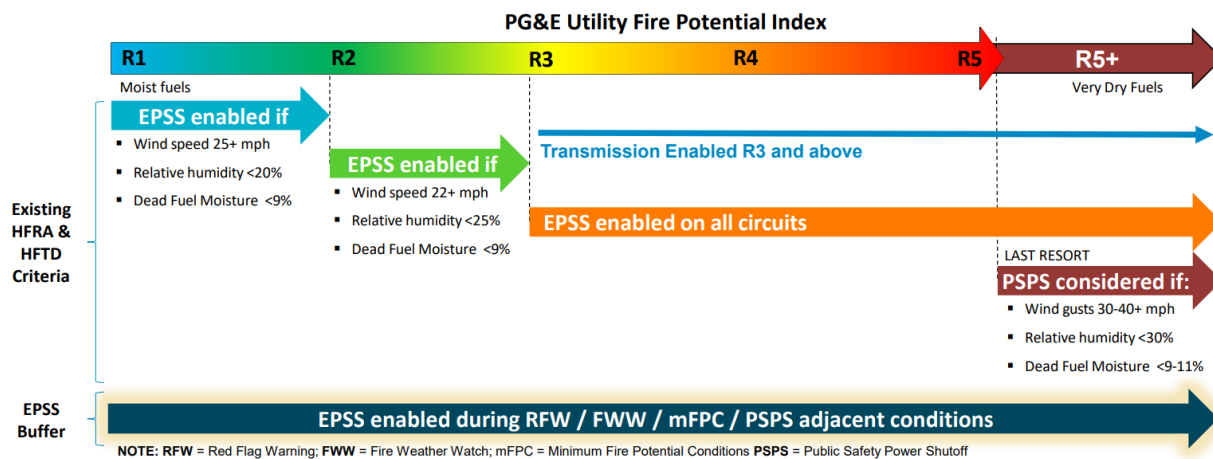 PG&E Utility Fire Potential Index
R1 R2 R3 R4 R5 R5+
Moist fuels
Very Dry Fuels
EPSS enabled if
▪ Wind speed 25+ mph
▪ Relative humidity <20%
▪ Dead Fuel Moisture <9%
EPSS enabled if
▪ Wind speed 22+ mph
▪ Relative humidity <25%
▪ Dead Fuel Moisture <9%
Transmission Enabled R3 and above
EPSS enabled on all circuits
LAST RESORT
PSPS considered if:
▪ Wind gusts 30-40+ mph
▪ Relative humidity <30%
▪ Dead Fuel Moisture <9-11%
Existing
HFRA &
HFTD
Criteria
EPSS
Buffer
EPSS enabled during RFW / FWW / mFPC / PSPS adjacent conditions
NOTE: RFW = Red Flag Warning; FWW = Fire Weather Watch; mFPC = Minimum Fire Potential Conditions PSPS = Public Safety Power Shutoff